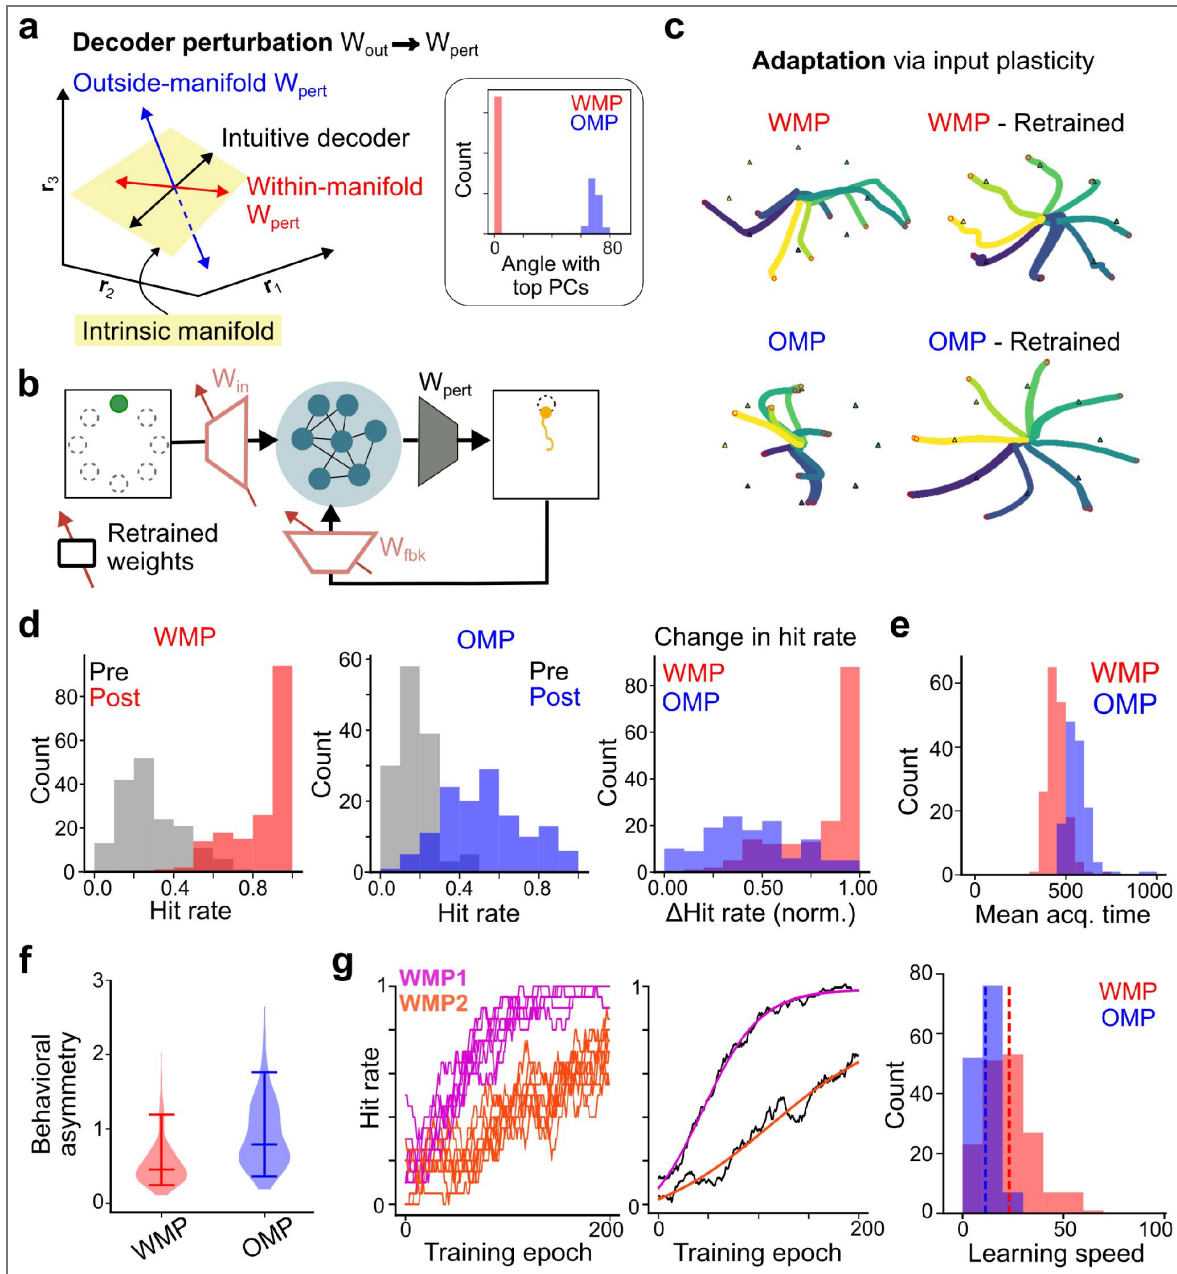 a
Decoder perturbation Wout → Wpert
Outside-manifold Wpert
Intuitive decoder
Within-manifold
Wpert
r3
r2
r1
Intrinsic manifold
WMP
OMP
Count
0
80
Angle with
top PCs
b
Win
Wpert
Wfbk
Retrained
weights
c
Adaptation via input plasticity
WMP
WMP - Retrained
OMP
OMP - Retrained
d
WMP
Pre
Post
Count
80
60
40
20
0
0.0
0.4
0.8
Hit rate
OMP
Pre
Post
Count
60
40
20
0
0.0
0.4
0.8
Hit rate
Change in hit rate
WMP
OMP
Count
80
60
40
20
0
0.00
0.50
1.00
ΔHit rate (norm.)
e
WMP
OMP
Count
60
40
20
0
0
500
1000
Mean acq. time
f
Behavioral
asymmetry
3
2
1
0
WMP
OMP
g
WMP1
WMP2
Hit rate
1
0
0
200
Training epoch
1
0
0
200
Training epoch
WMP
OMP
Count
80
60
40
20
0
0
50
100
Learning speed